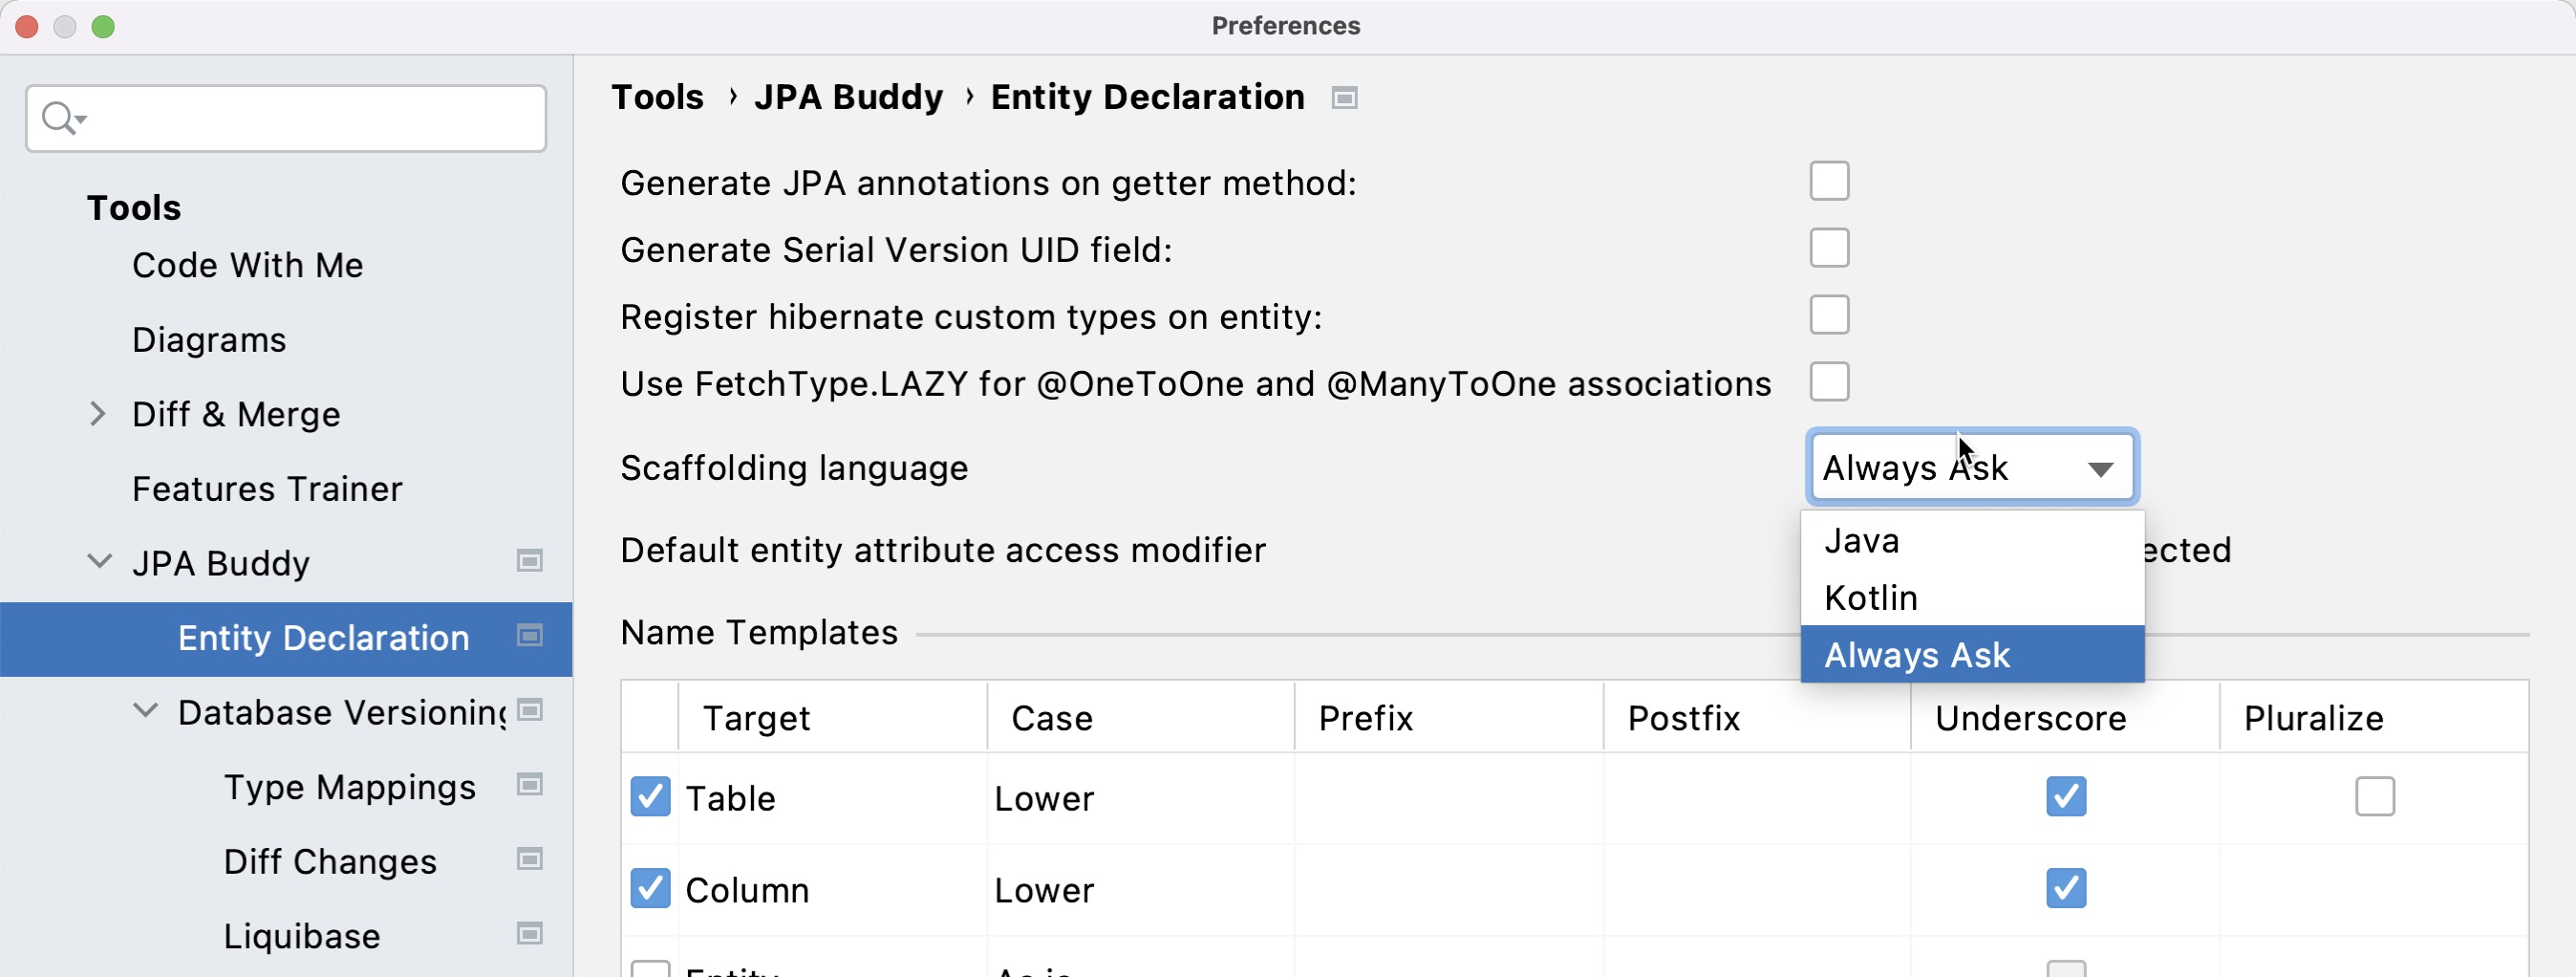 Preferences
Tools
Code With Me
Diagrams
Diff & Merge
Features Trainer
JPA Buddy
Entity Declaration
Database Versioning
Type Mappings
Diff Changes
Liquibase
Tools › JPA Buddy › Entity Declaration
Generate JPA annotations on getter method:
Generate Serial Version UID field:
Register hibernate custom types on entity:
Use FetchType.LAZY for @OneToOne and @ManyToOne associations
Scaffolding language Always Ask
Java
Kotlin
Always Ask
Default entity attribute access modifier ected
Name Templates
Target Case Prefix Postfix Underscore Pluralize
Table Lower
Column Lower
Entity As is